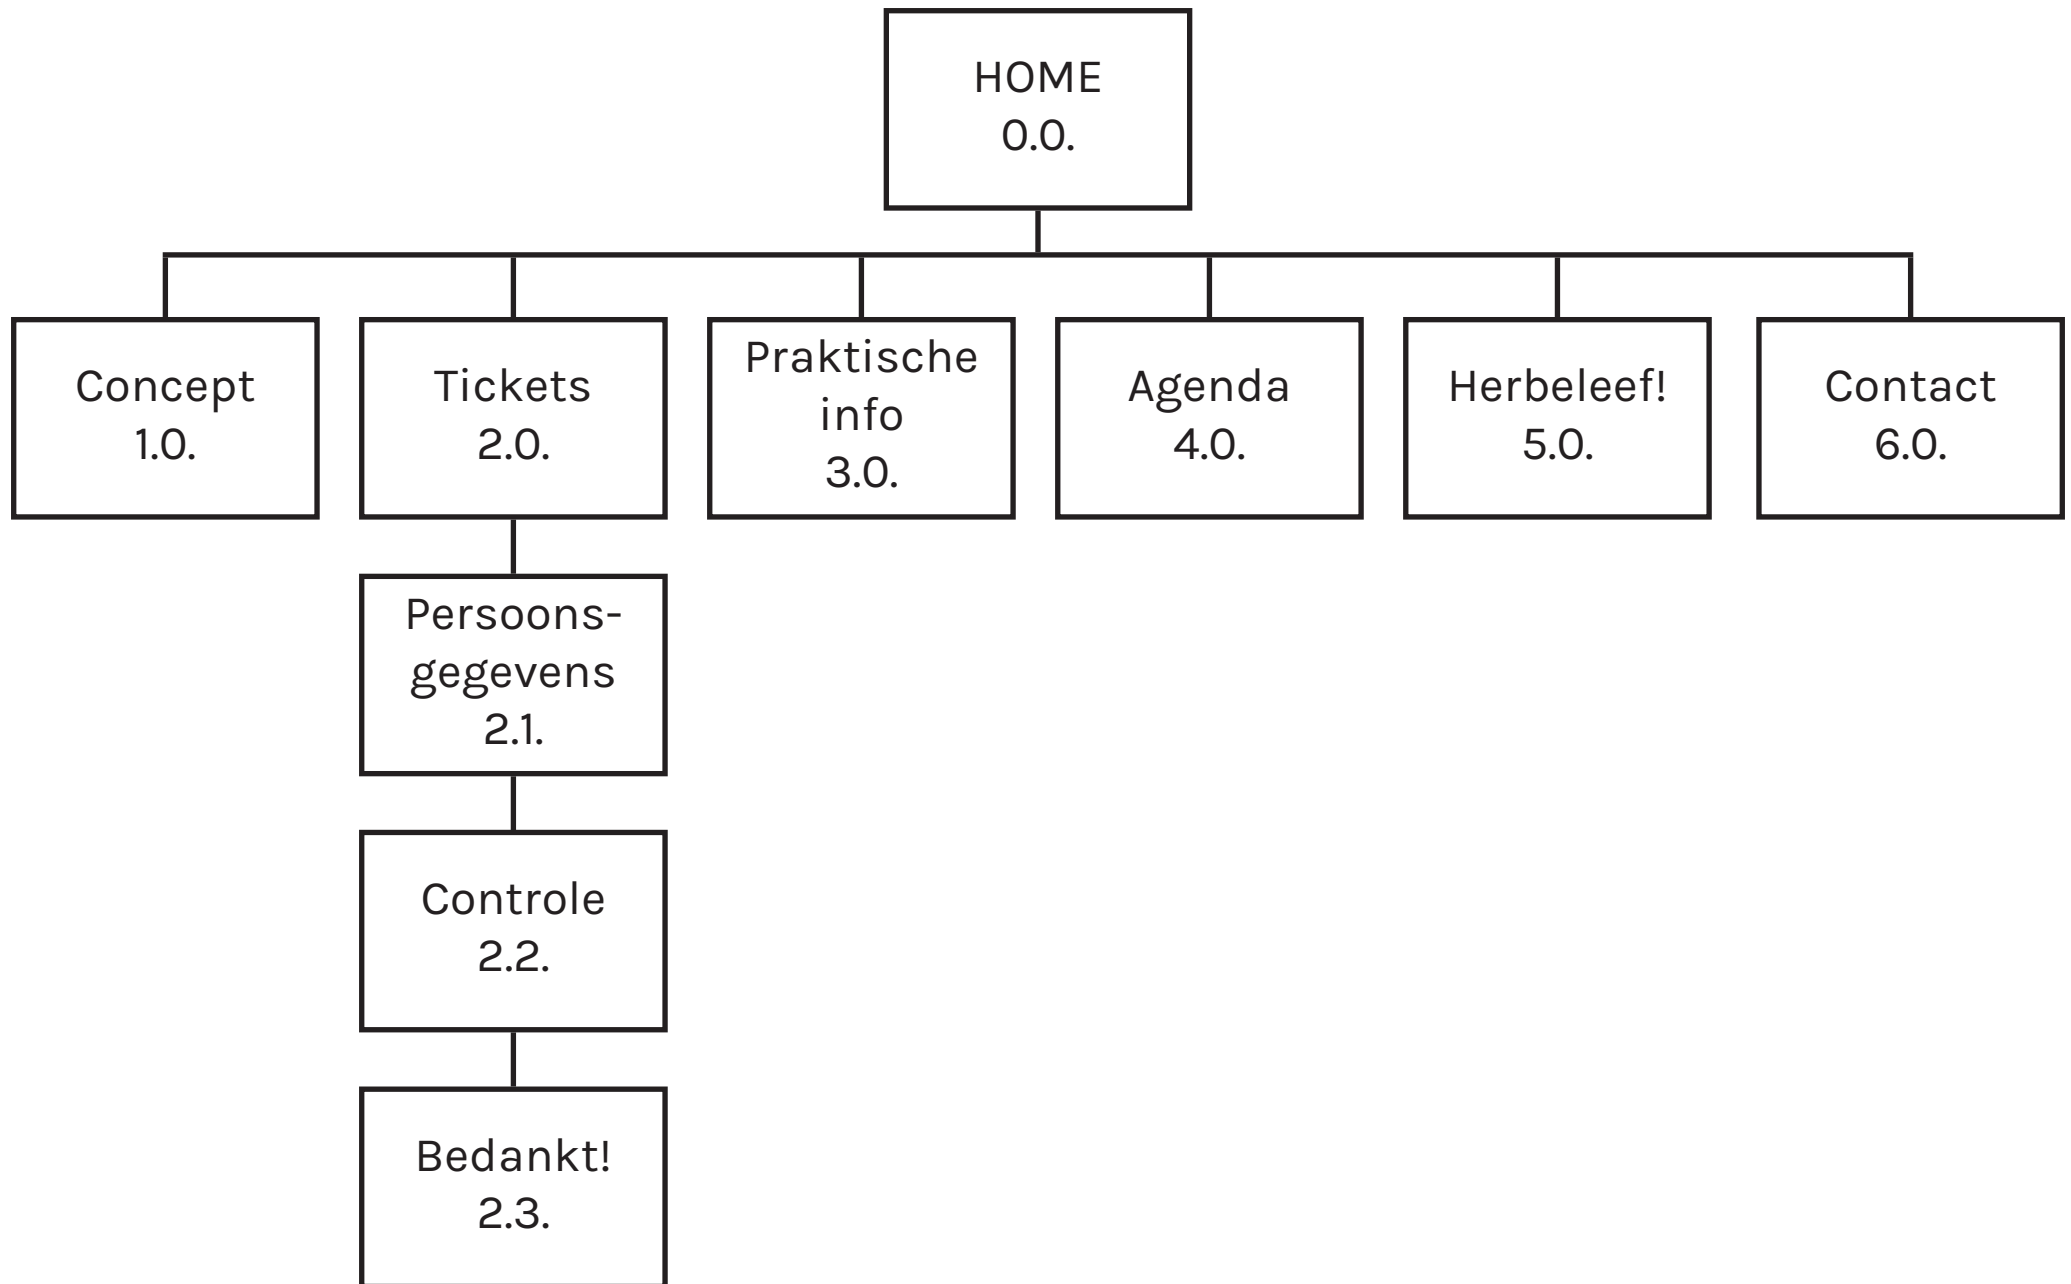 HOME
0.0.
Concept
1.0.
Tickets
2.0.
Praktische
info
3.0.
Agenda
4.0.
Herbeleef!
5.0.
Contact
6.0.
Persoons-
gegevens
2.1.
Controle
2.2.
Bedankt!
2.3.